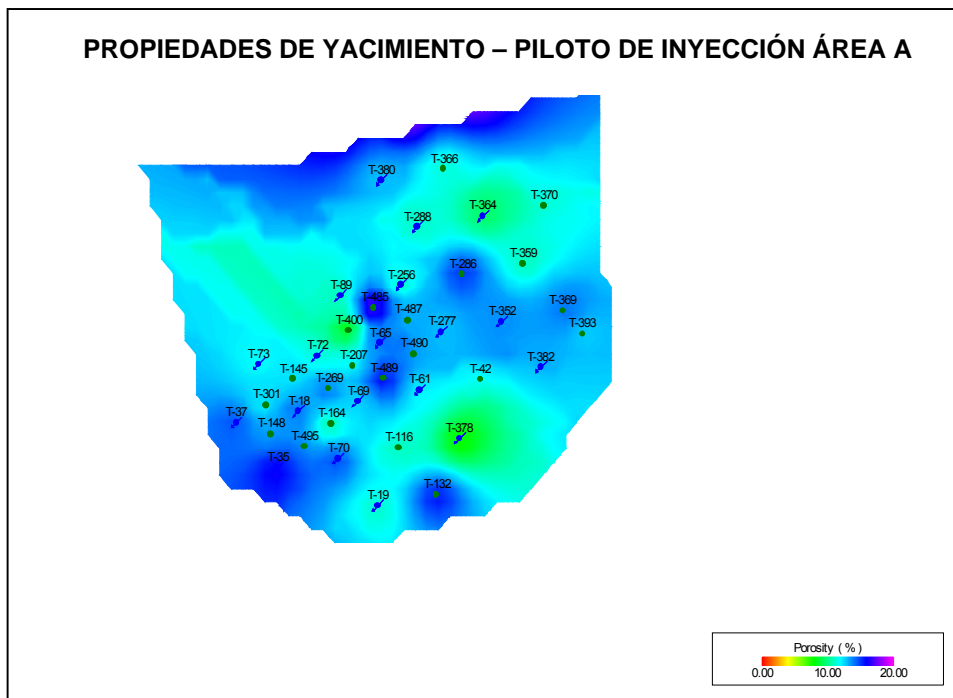 PROPIEDADES DE YACIMIENTO – PILOTO DE INYECCIÓN ÁREA A
T-366
T-380
T-370
T-364
T-288
T-359
T-286
T-256
T-89
T-485
T-369
T-487
T-352
T-400
T-277
T-393
T-65
T-72
T-490
T-73
T-207
T-382
T-145
T-489
T-42
T-269
T-61
T-69
T-301
T-18
T-37
T-164
T-148
T-378
T-495
T-116
T-70
T-35
T-132
T-19
Porosity ( % )
0.00 10.00 20.00